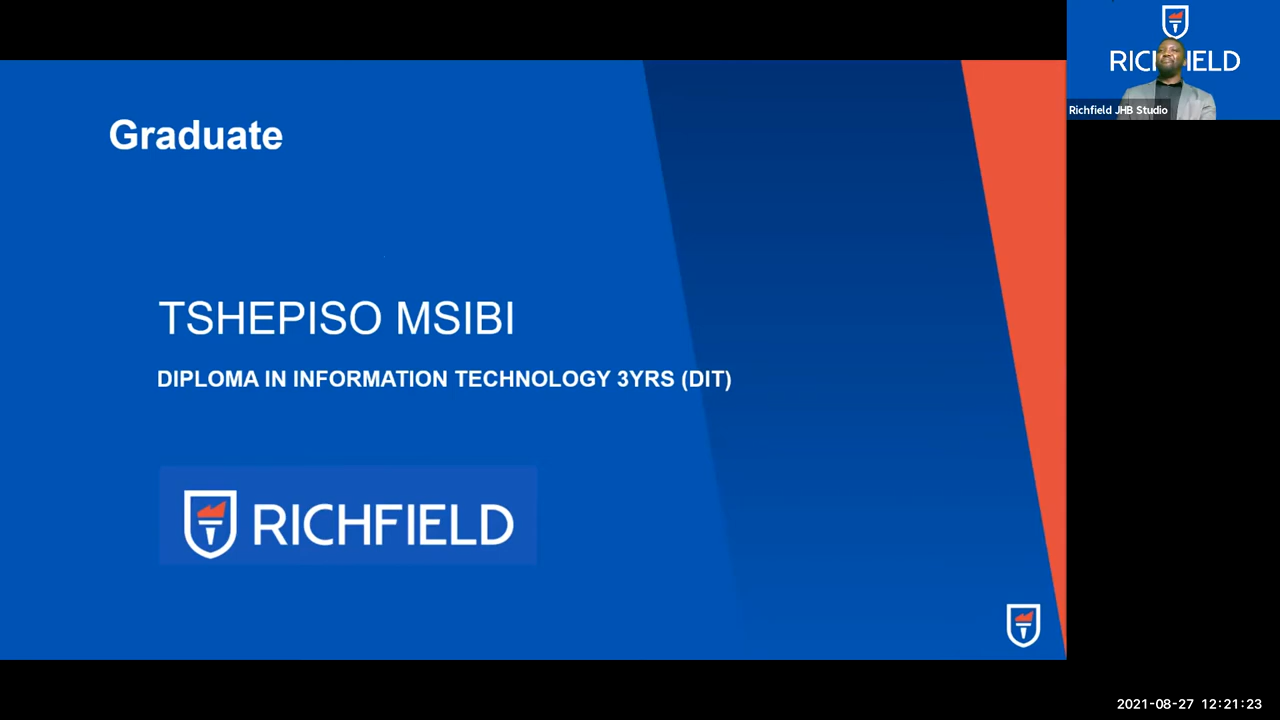 Graduate
TSHEPISO MSIBI
DIPLOMA IN INFORMATION TECHNOLOGY 3YRS (DIT)
RICHFIELD
RICHFIELD
Richfield JHB Studio
2021-08-27 12:21:23